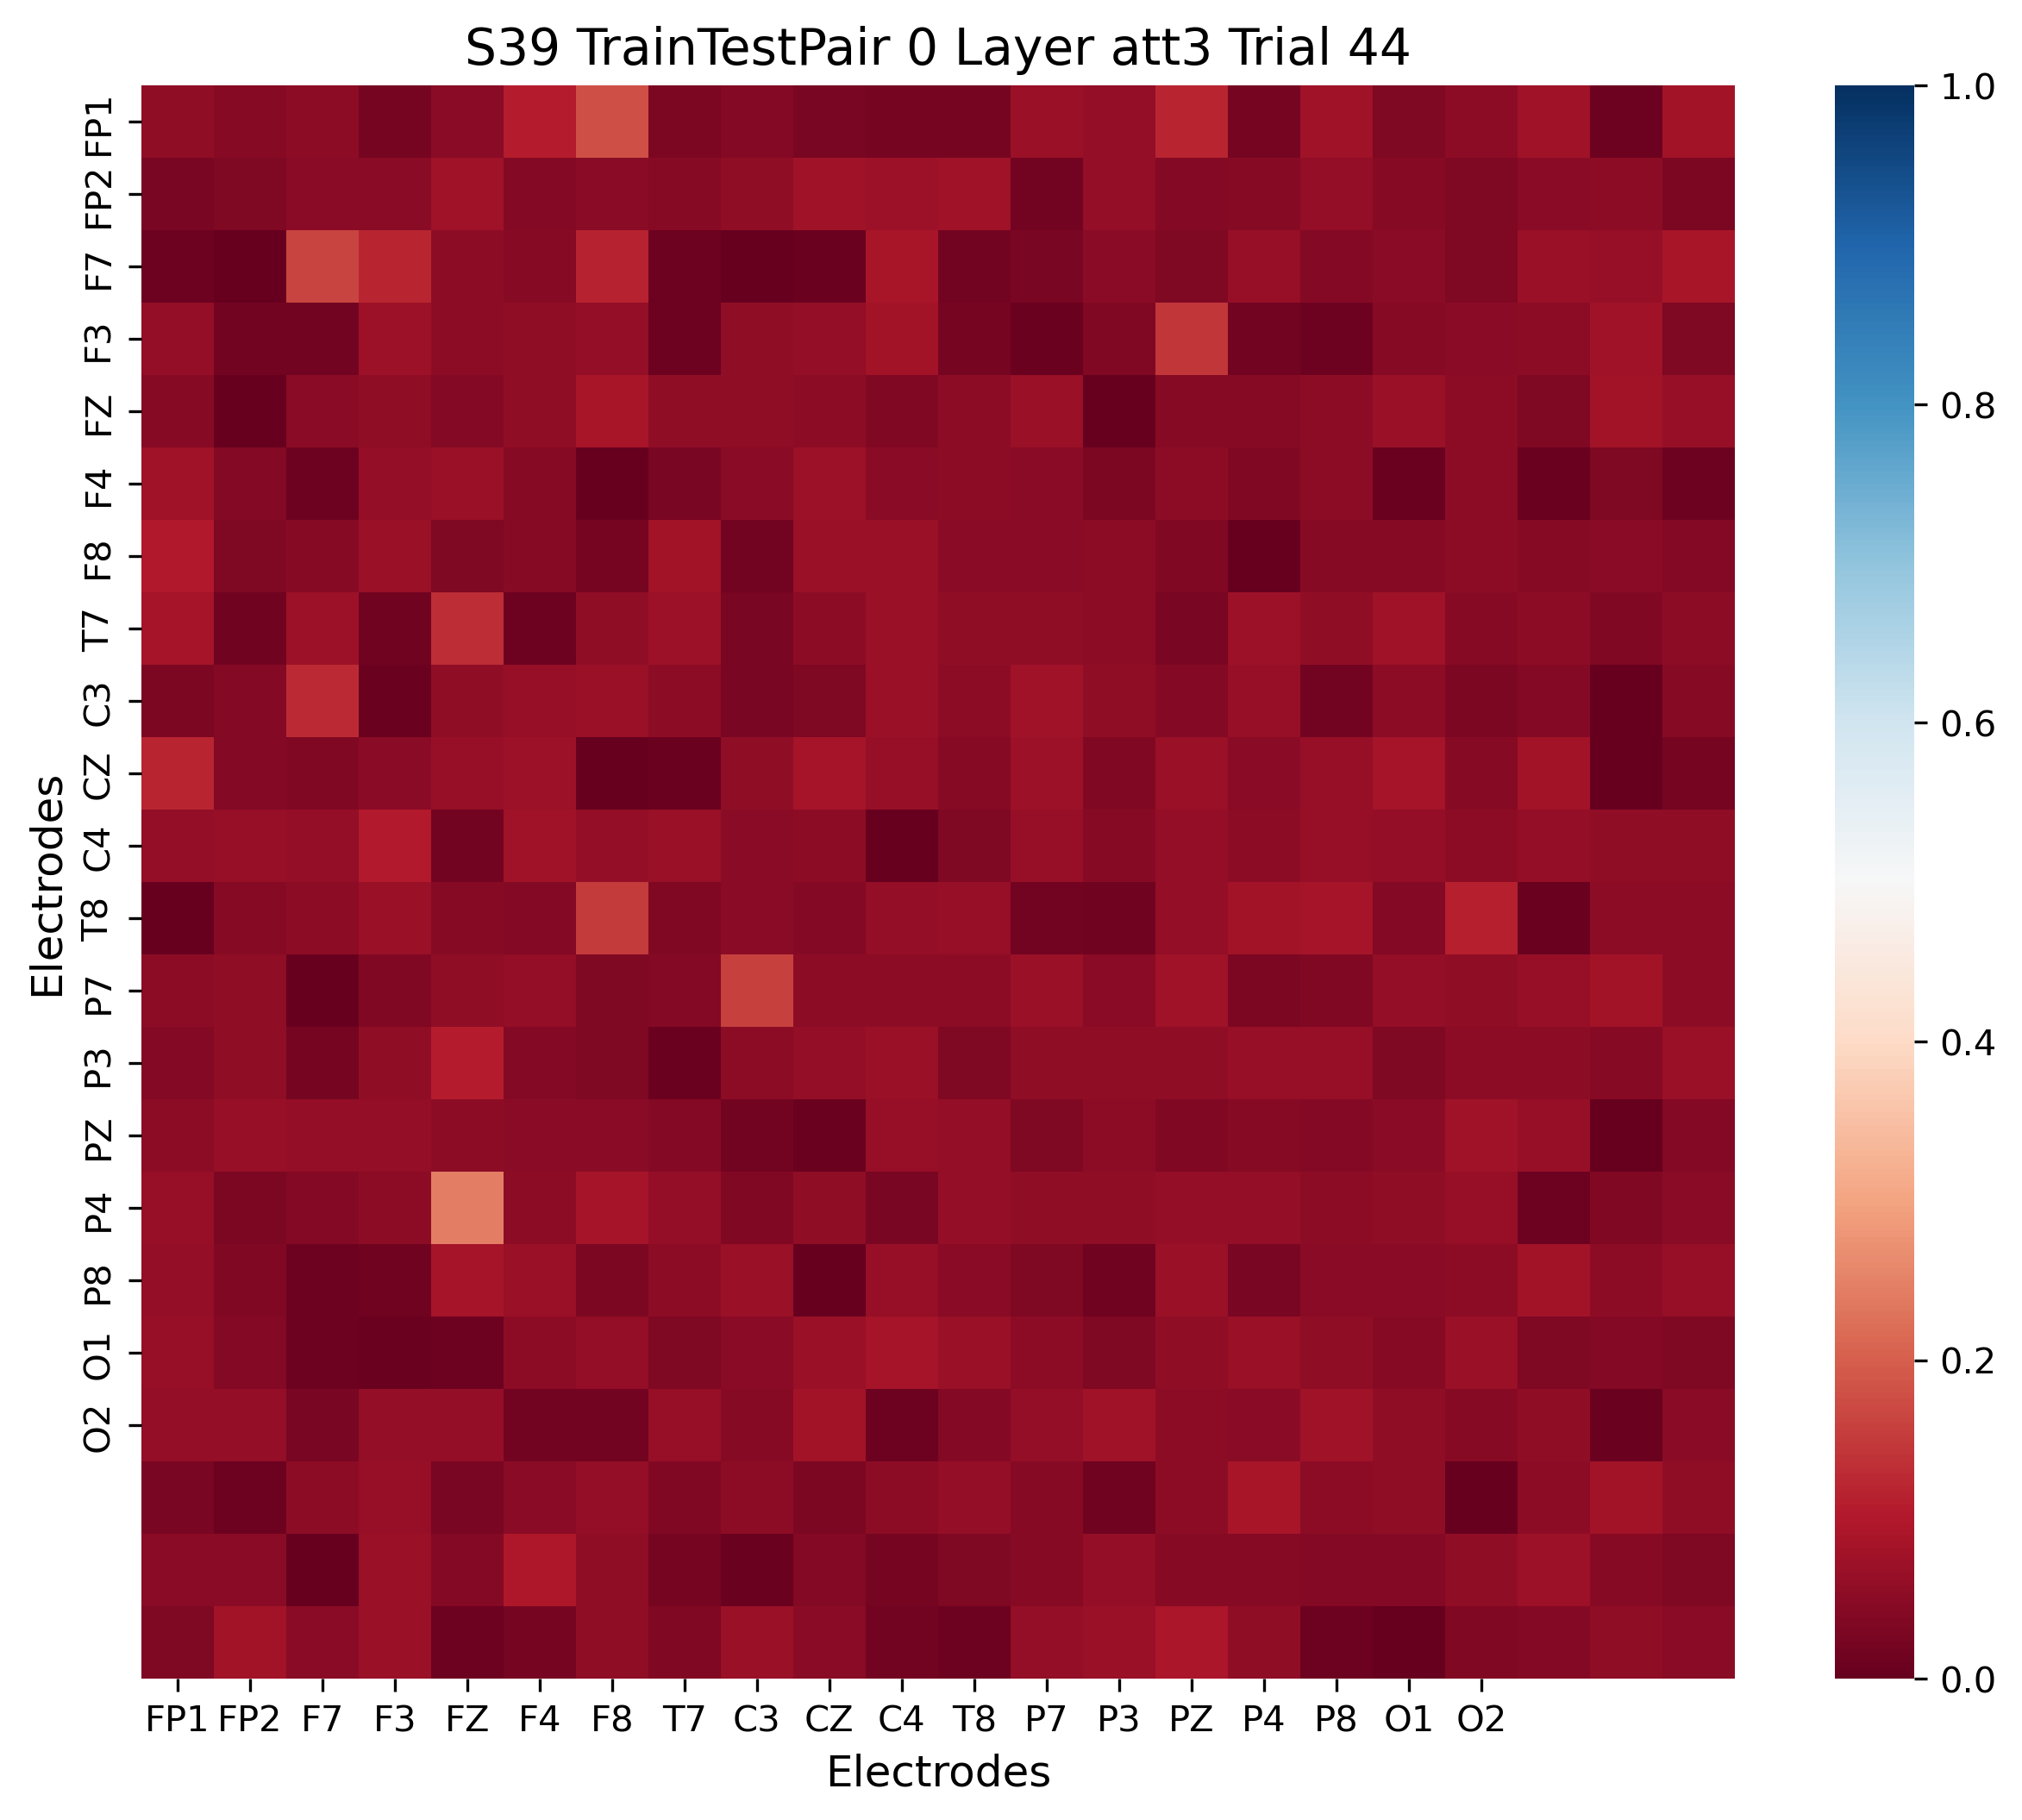 S39 TrainTestPair 0 Layer att3 Trial 44
Electrodes
FP1
FP2
F7
F3
FZ
F4
F8
T7
C3
CZ
C4
T8
P7
P3
PZ
P4
P8
O1
O2
FP1 FP2 F7 F3 FZ F4 F8 T7 C3 CZ C4 T8 P7 P3 PZ P4 P8 O1 O2
Electrodes
1.0
0.8
0.6
0.4
0.2
0.0